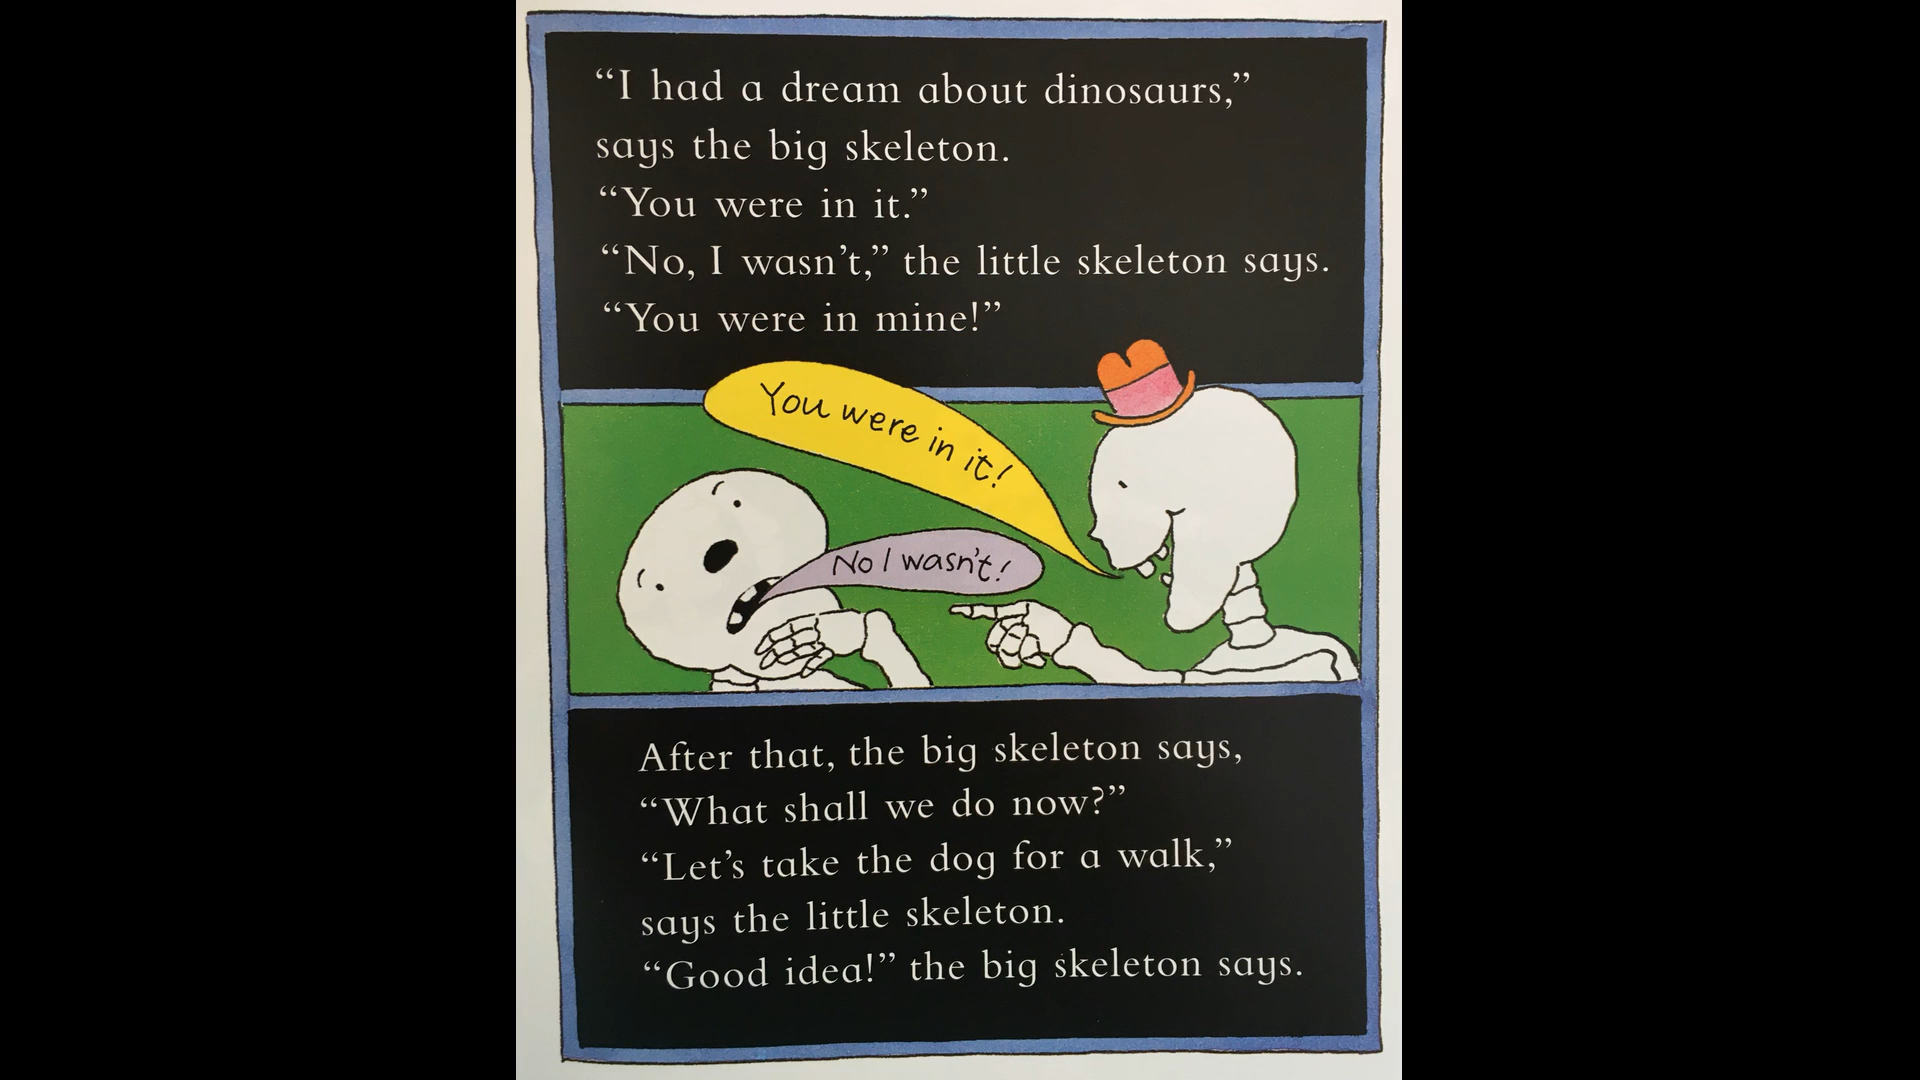 “I had a dream about dinosaurs,”
says the big skeleton.
“You were in it.”
“No, I wasn’t,” the little skeleton says.
“You were in mine!”
You were in it!
No I wasn’t!
After that, the big skeleton says,
“What shall we do now?”
“Let’s take the dog for a walk,”
says the little skeleton.
“Good idea!” the big skeleton says.